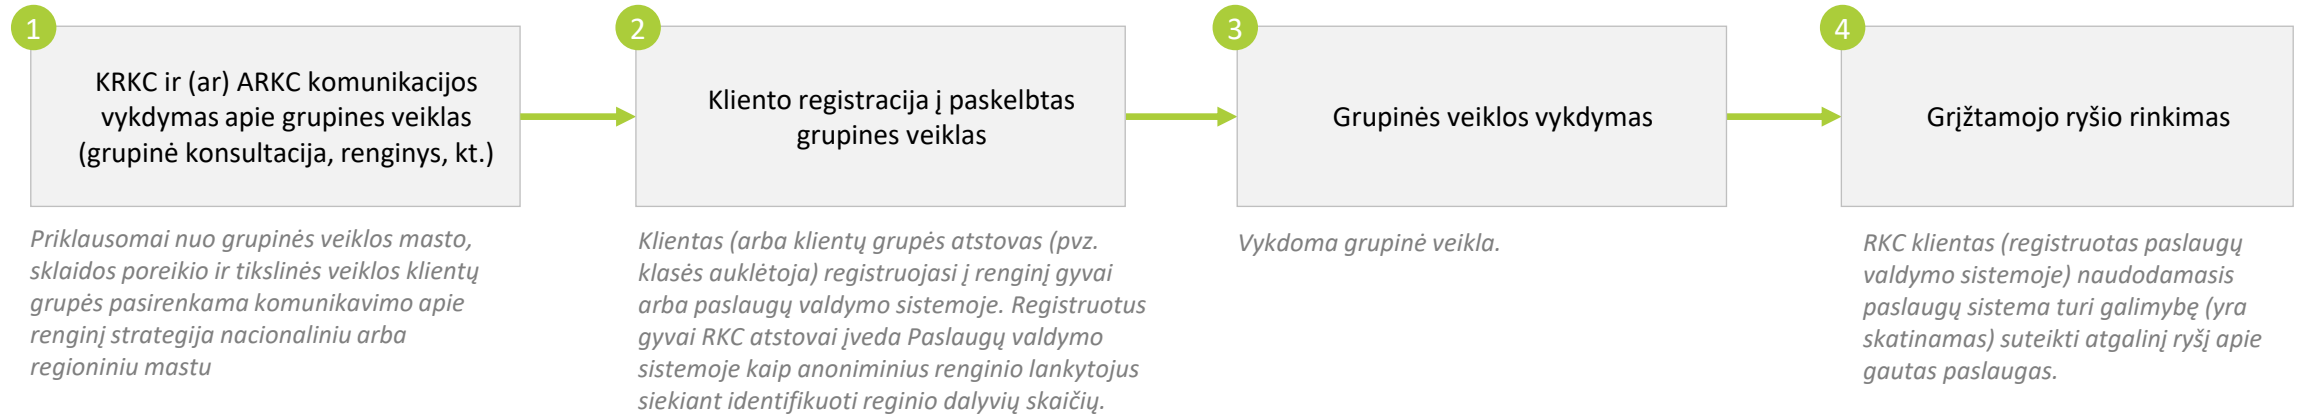 1
KRKC ir (ar) ARKC komunikacijos
vykdymas apie grupines veiklas
(grupinė konsultacija, renginys, kt.)
Priklausomai nuo grupinės veiklos masto,
sklaidos poreikio ir tikslinės veiklos klientų
grupės pasirenkama komunikavimo apie
renginį strategija nacionaliniu arba
regioniniu mastu
2
Kliento registracija į paskelbtas
grupines veiklas
Klientas (arba klientų grupės atstovas (pvz.
klasės auklėtoja) registruojasi į renginį gyvai
arba paslaugų valdymo sistemoje. Registruotus
gyvai RKC atstovai įveda Paslaugų valdymo
sistemoje kaip anoniminius renginio lankytojus
siekiant identifikuoti reginio dalyvių skaičių.
3
Grupinės veiklos vykdymas
Vykdoma grupinė veikla.
4
Grįžtamojo ryšio rinkimas
RKC klientas (registruotas paslaugų
valdymo sistemoje) naudodamasis
paslaugų sistema turi galimybę (yra
skatinamas) suteikti atgalinį ryšį apie
gautas paslaugas.